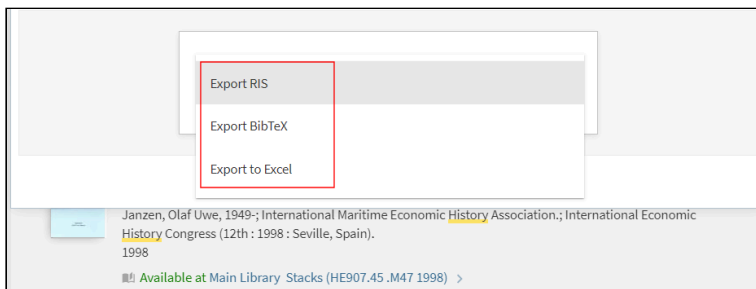 Export RIS
Export BibTeX
Export to Excel
Janzen, Olaf Uwe, 1949-; International Maritime Economic History Association.; International Economic
History Congress (12th : 1998 : Seville, Spain).
1998
Available at Main Library Stacks (HE907.45 .M47 1998) >